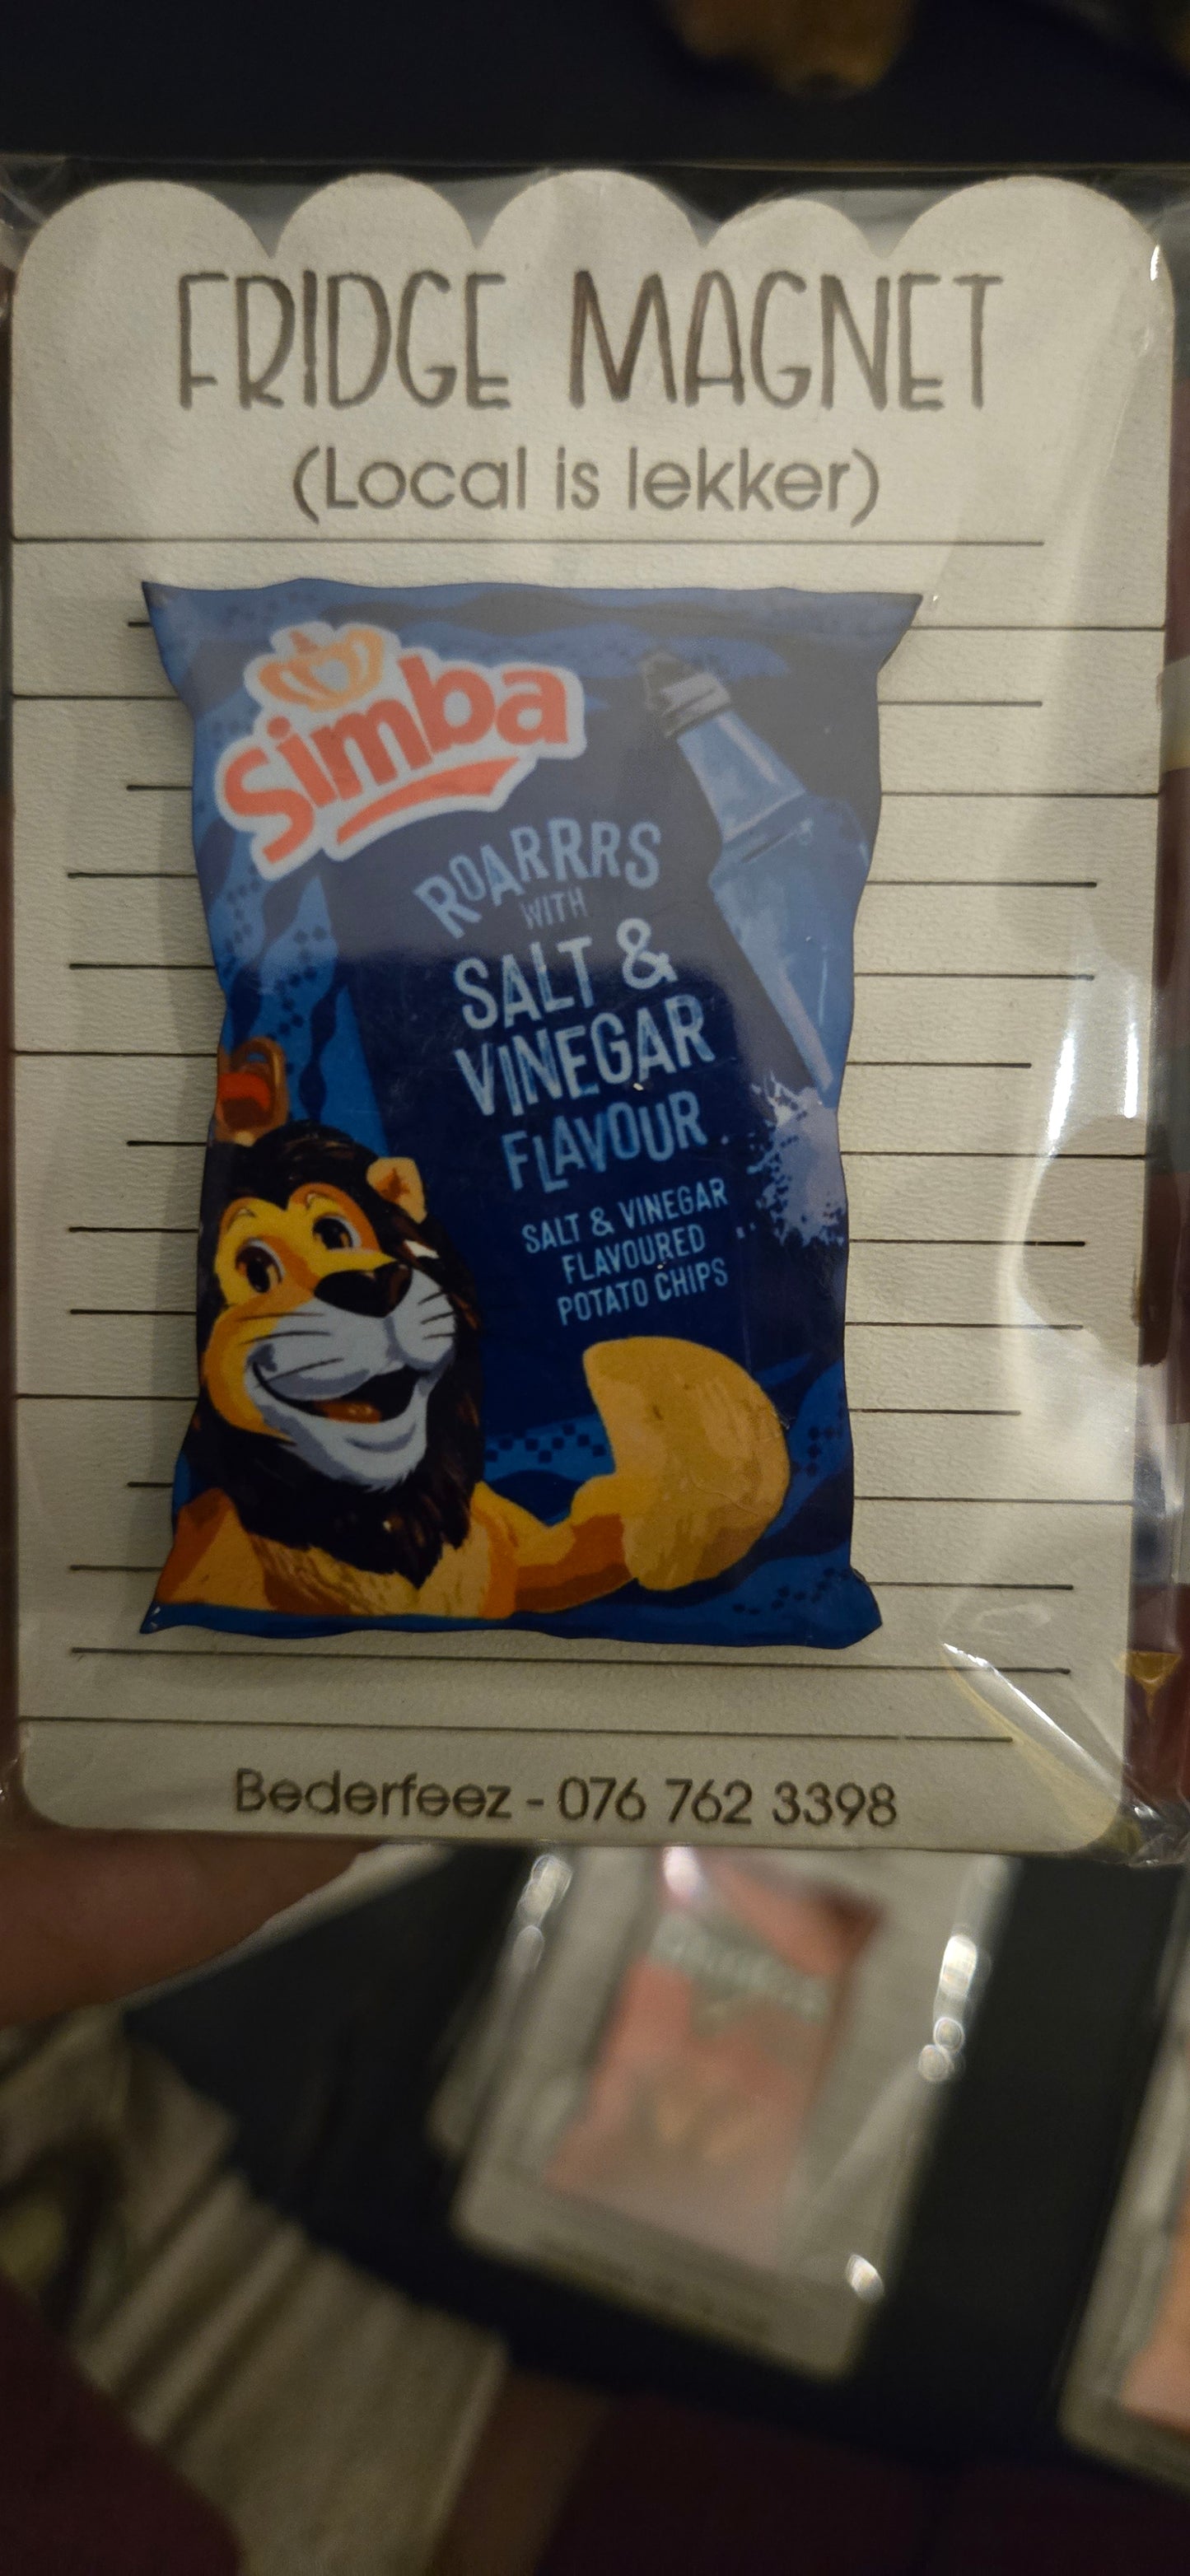 FRIDGE MAGNET
(Local is lekker)
Simba
ROARRRS
WITH
SALT &
VINEGAR
FLAVOUR
SALT & VINEGAR
FLAVOURED
POTATO CHIPS
Bederfeez - 076 762 3398